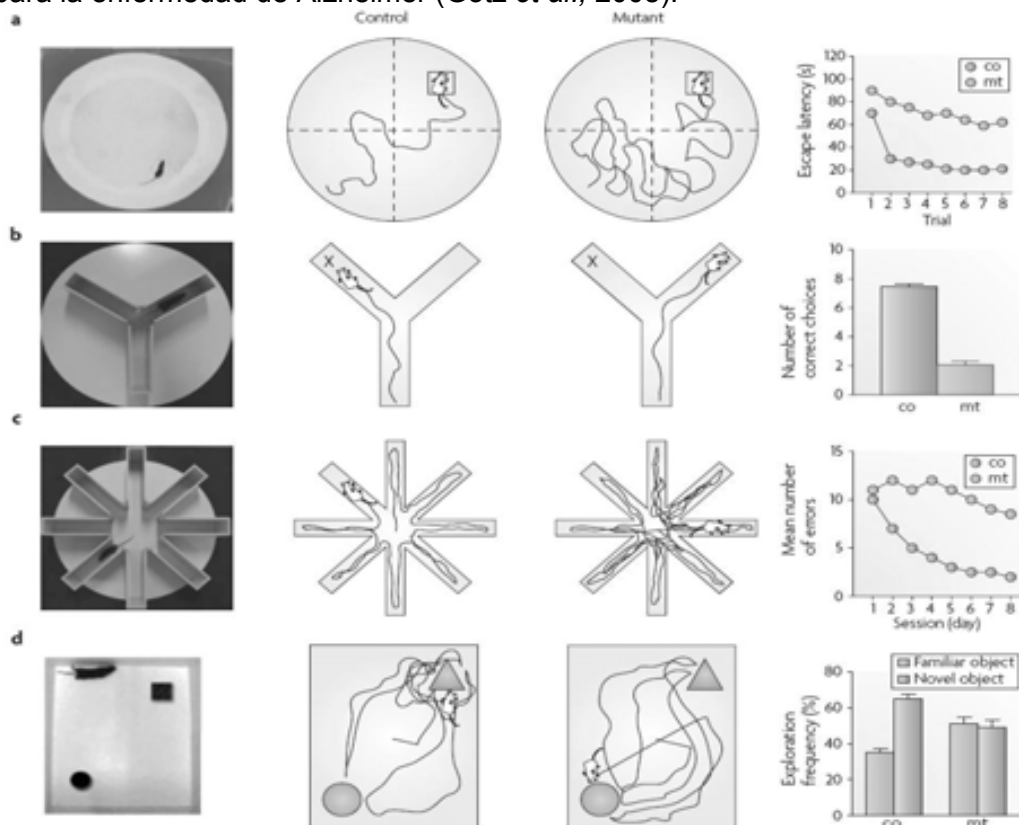 para la enfermedad de Alzheimer (Götz et al., 2008).
a
Control
Mutant
Escape latency (s)
120
100
80
60
40
20
0
co
mt
1 2 3 4 5 6 7 8
Trial
b
X
X
Number of correct choices
10
8
6
4
2
0
co
mt
c
Mean number of errors
15
10
5
0
co
mt
1 2 3 4 5 6 7 8
Session (day)
d
Exploration frequency (%)
80
60
40
20
0
Familiar object
Novel object
co
mt